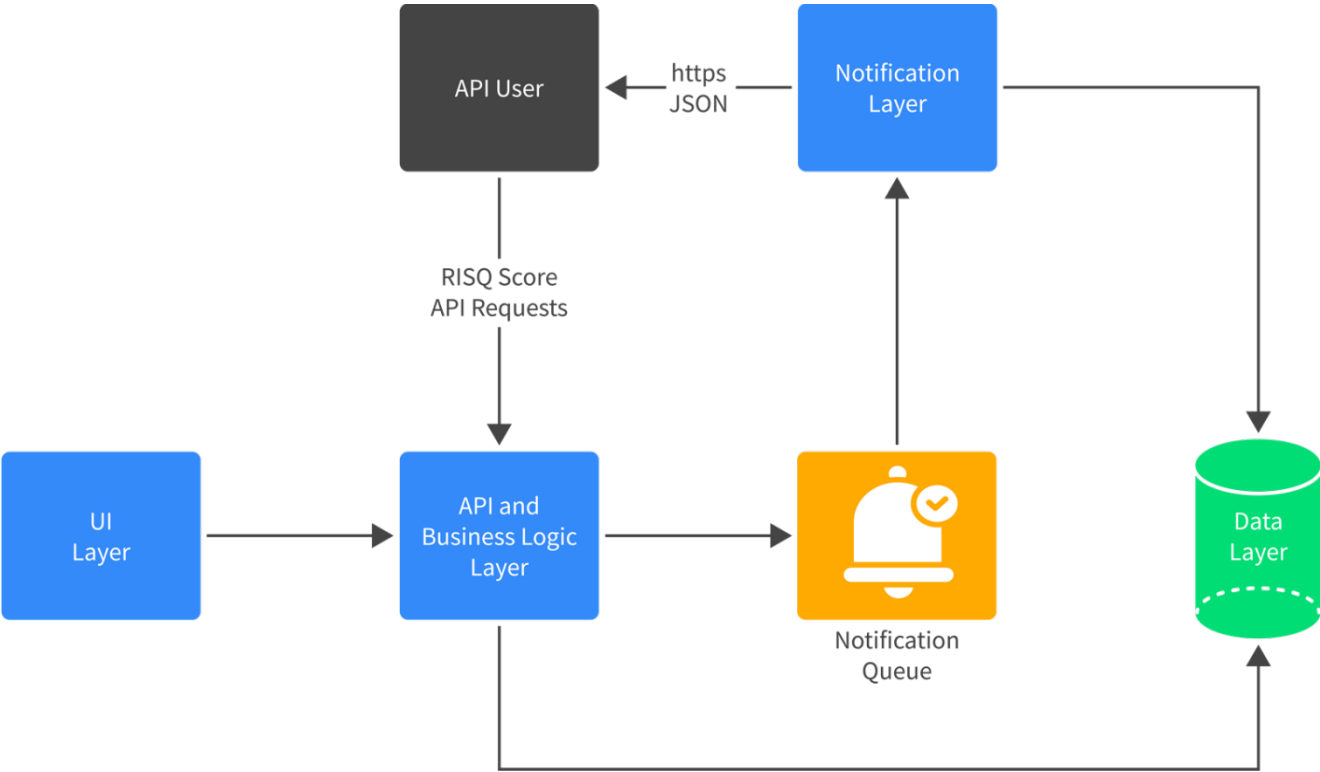 API User
https
JSON
Notification
Layer
RISQ Score
API Requests
UI
Layer
API and
Business Logic
Layer
Notification
Queue
Data
Layer